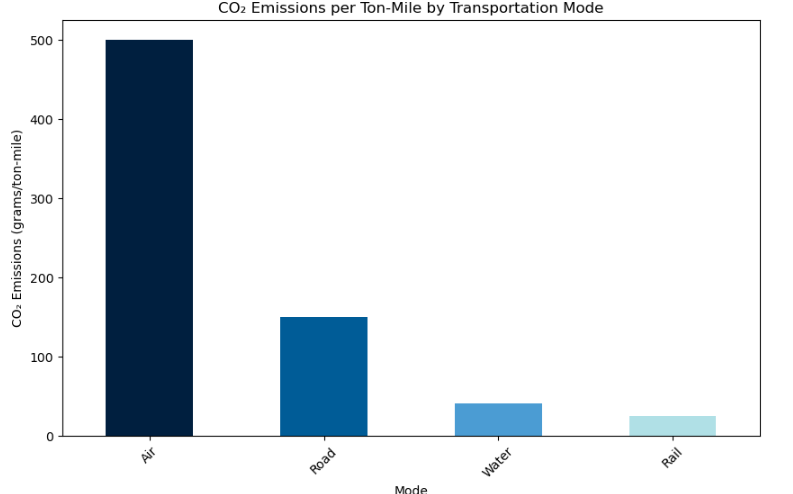 CO₂ Emissions per Ton-Mile by Transportation Mode
CO₂ Emissions (grams/ton-mile)
500
400
300
200
100
0
Air
Road
Water
Rail
Mode